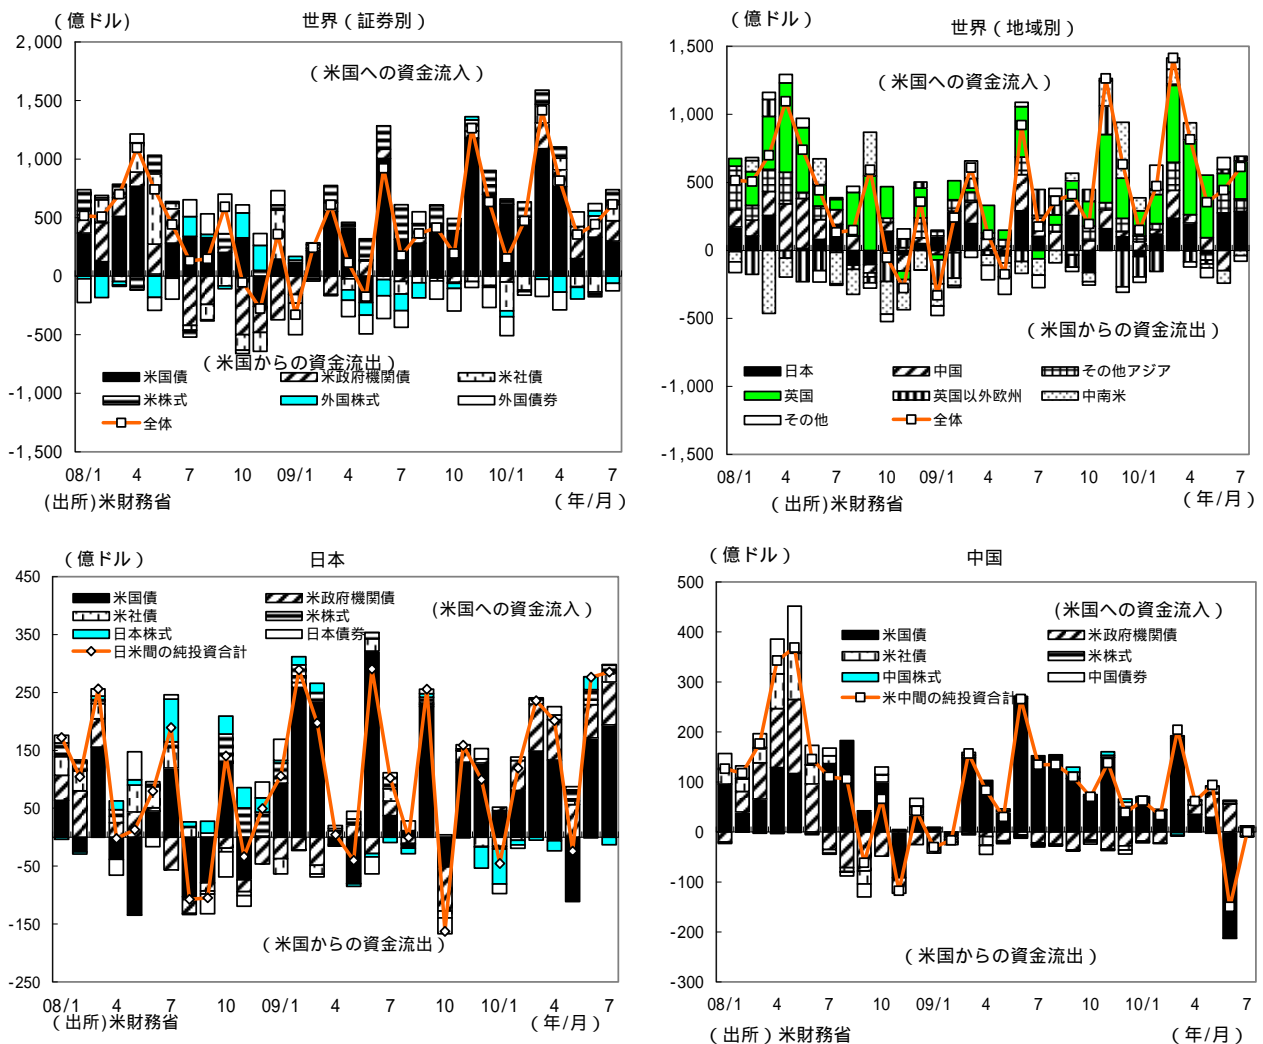 （億ドル）
世界（証券別）
（米国への資金流入）
2,000
1,500
1,000
500
0
-500
-1,000
-1,500
（米国からの資金流出）
米国債
米政府機関債
米社債
米株式
外国株式
外国債券
全体
08/1 4 7 10 09/1 4 7 10 10/1 4 7
(出所)米財務省
（年/月）
（億ドル）
世界（地域別）
（米国への資金流入）
1,500
1,000
500
0
-500
-1,000
-1,500
（米国からの資金流出）
日本
中国
その他アジア
英国
英国以外欧州
中南米
その他
全体
08/1 4 7 10 09/1 4 7 10 10/1 4 7
（出所）米財務省
（年/月）
（億ドル）
日本
450
350
250
150
50
-50
-150
-250
米国債
米政府機関債
（米国への資金流入）
米社債
米株式
日本株式
日本債券
日米間の純投資合計
（米国からの資金流出）
08/1 4 7 10 09/1 4 7 10 10/1 4 7
（出所）米財務省
（年/月）
（億ドル）
中国
500
400
300
200
100
0
-100
-200
-300
（米国への資金流入）
米国債
米政府機関債
米社債
米株式
中国株式
中国債券
米中間の純投資合計
（米国からの資金流出）
08/1 4 7 10 09/1 4 7 10 10/1 4 7
（出所）米財務省
（年/月）